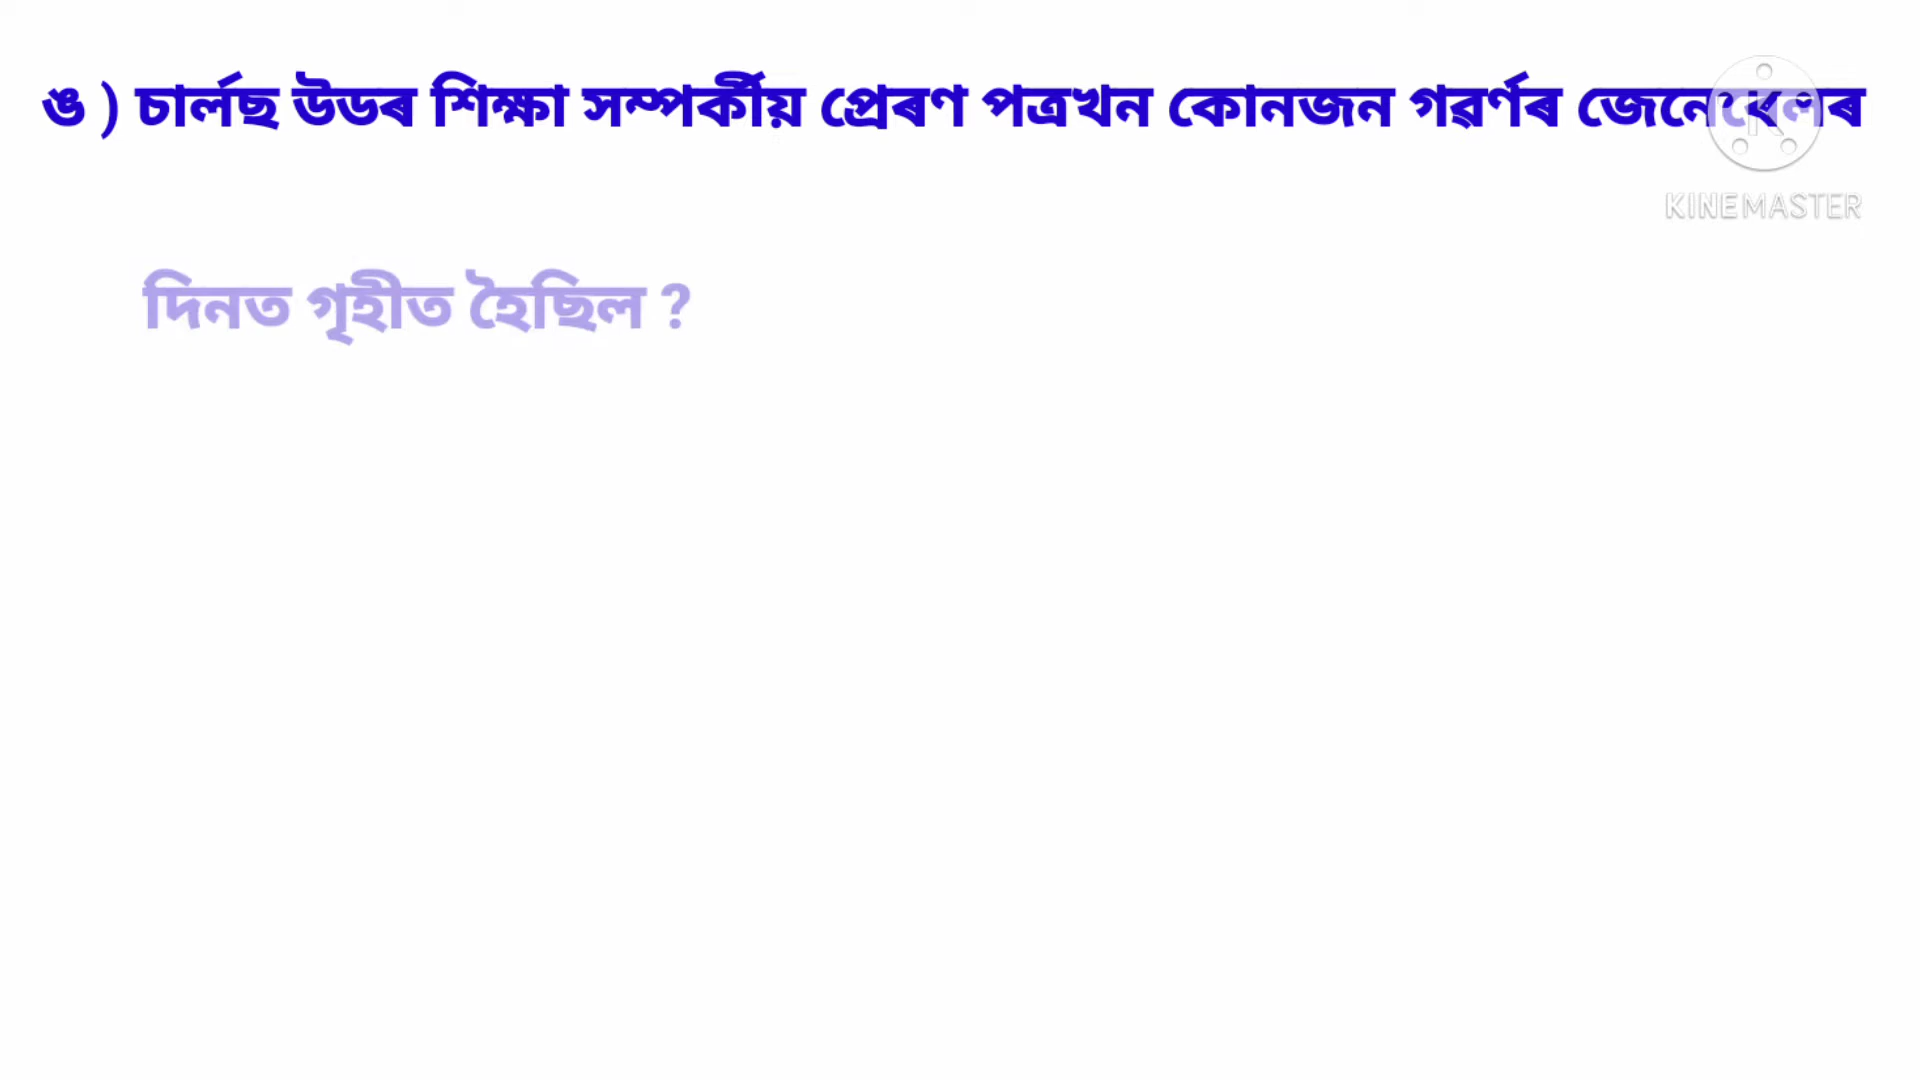 ঙ ) চাৰ্লছ উডৰ শিক্ষা সম্পৰ্কীয় প্ৰেৰণ পত্ৰখন কোনজন গৱৰ্ণৰ জেনেৰেলৰ
KINEMASTER
দিনত গৃহীত হৈছিল ?